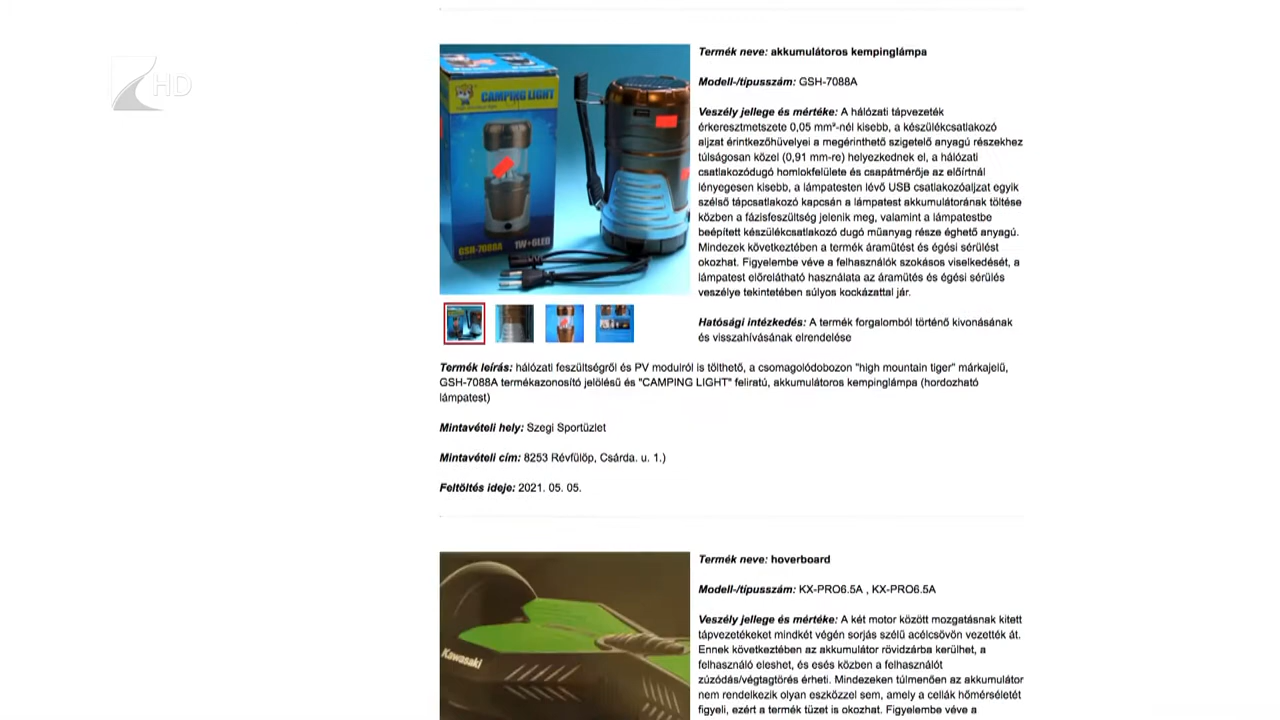 HD
CAMPING LIGHT
GSH-7088A 1W+6LED
Termék neve: akkumulátoros kempinglámpa
Modell-/típusszám: GSH-7088A
Veszély jellege és mértéke: A hálózati tápvezeték
érkeresztmetszete 0,05 mm²-nél kisebb, a készülékcsatlakozó
aljzat érintkezőhüvelyei a megérinthető szigetelő anyagú részekhez
túlságosan közel (0,91 mm-re) helyezkednek el, a hálózati
csatlakozódugó homlokfelülete és csapátmérője az előírtnál
lényegesen kisebb, a lámpatesten lévő USB csatlakozóaljzat egyik
szélső tápcsatlakozó kapcsán a lámpatest akkumulátorának töltése
közben a fázisfeszültség jelenik meg, valamint a lámpatestbe
beépített készülékcsatlakozó dugó műanyag része éghető anyagú.
Mindezek következtében a termék áramütést és égési sérülést
okozhat. Figyelembe véve a felhasználók szokásos viselkedését, a
lámpatest előrelátható használata az áramütés és égési sérülés
veszélye tekintetében súlyos kockázattal jár.
Hatósági intézkedés: A termék forgalomból történő kivonásának
és visszahívásának elrendelése
Termék leírás: hálózati feszültségről és PV modulról is tölthető, a csomagolódobozon "high mountain tiger" márkajelű,
GSH-7088A termékazonosító jelölésű és "CAMPING LIGHT" feliratú, akkumulátoros kempinglámpa (hordozható
lámpatest)
Mintavételi hely: Szegi Sportüzlet
Mintavételi cím: 8253 Révfülöp, Csárda. u. 1.)
Feltöltés ideje: 2021. 05. 05.
Kawasaki
Termék neve: hoverboard
Modell-/típusszám: KX-PRO6.5A , KX-PRO6.5A
Veszély jellege és mértéke: A két motor között mozgatásnak kitett
tápvezetékeket mindkét végén sorjás szélű acélcsövön vezették át.
Ennek következtében az akkumulátor rövidzárba kerülhet, a
felhasználó eleshet, és esés közben a felhasználót
zúzódás/végtagtörés érheti. Mindezeken túlmenően az akkumulátor
nem rendelkezik olyan eszközzel sem, amely a cellák hőmérséletét
figyeli, ezért a termék tüzet is okozhat. Figyelembe véve a